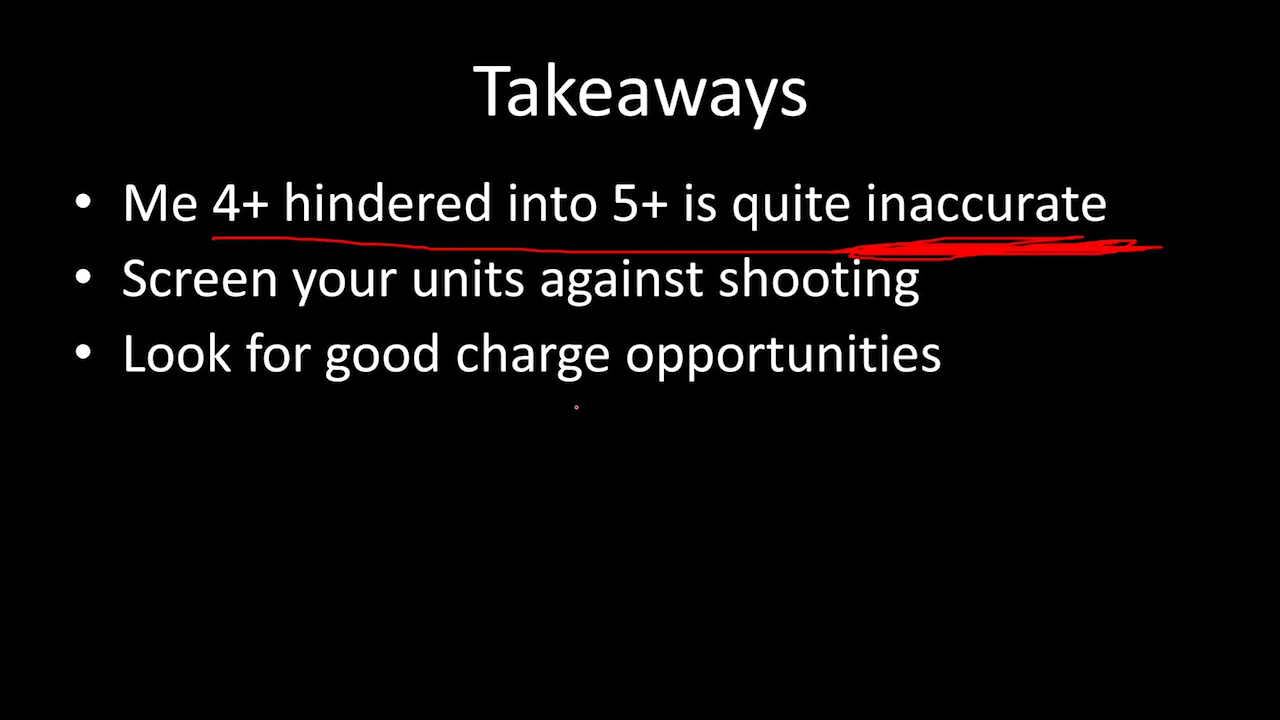 Takeaways
• Me 4+ hindered into 5+ is quite inaccurate
• Screen your units against shooting
• Look for good charge opportunities